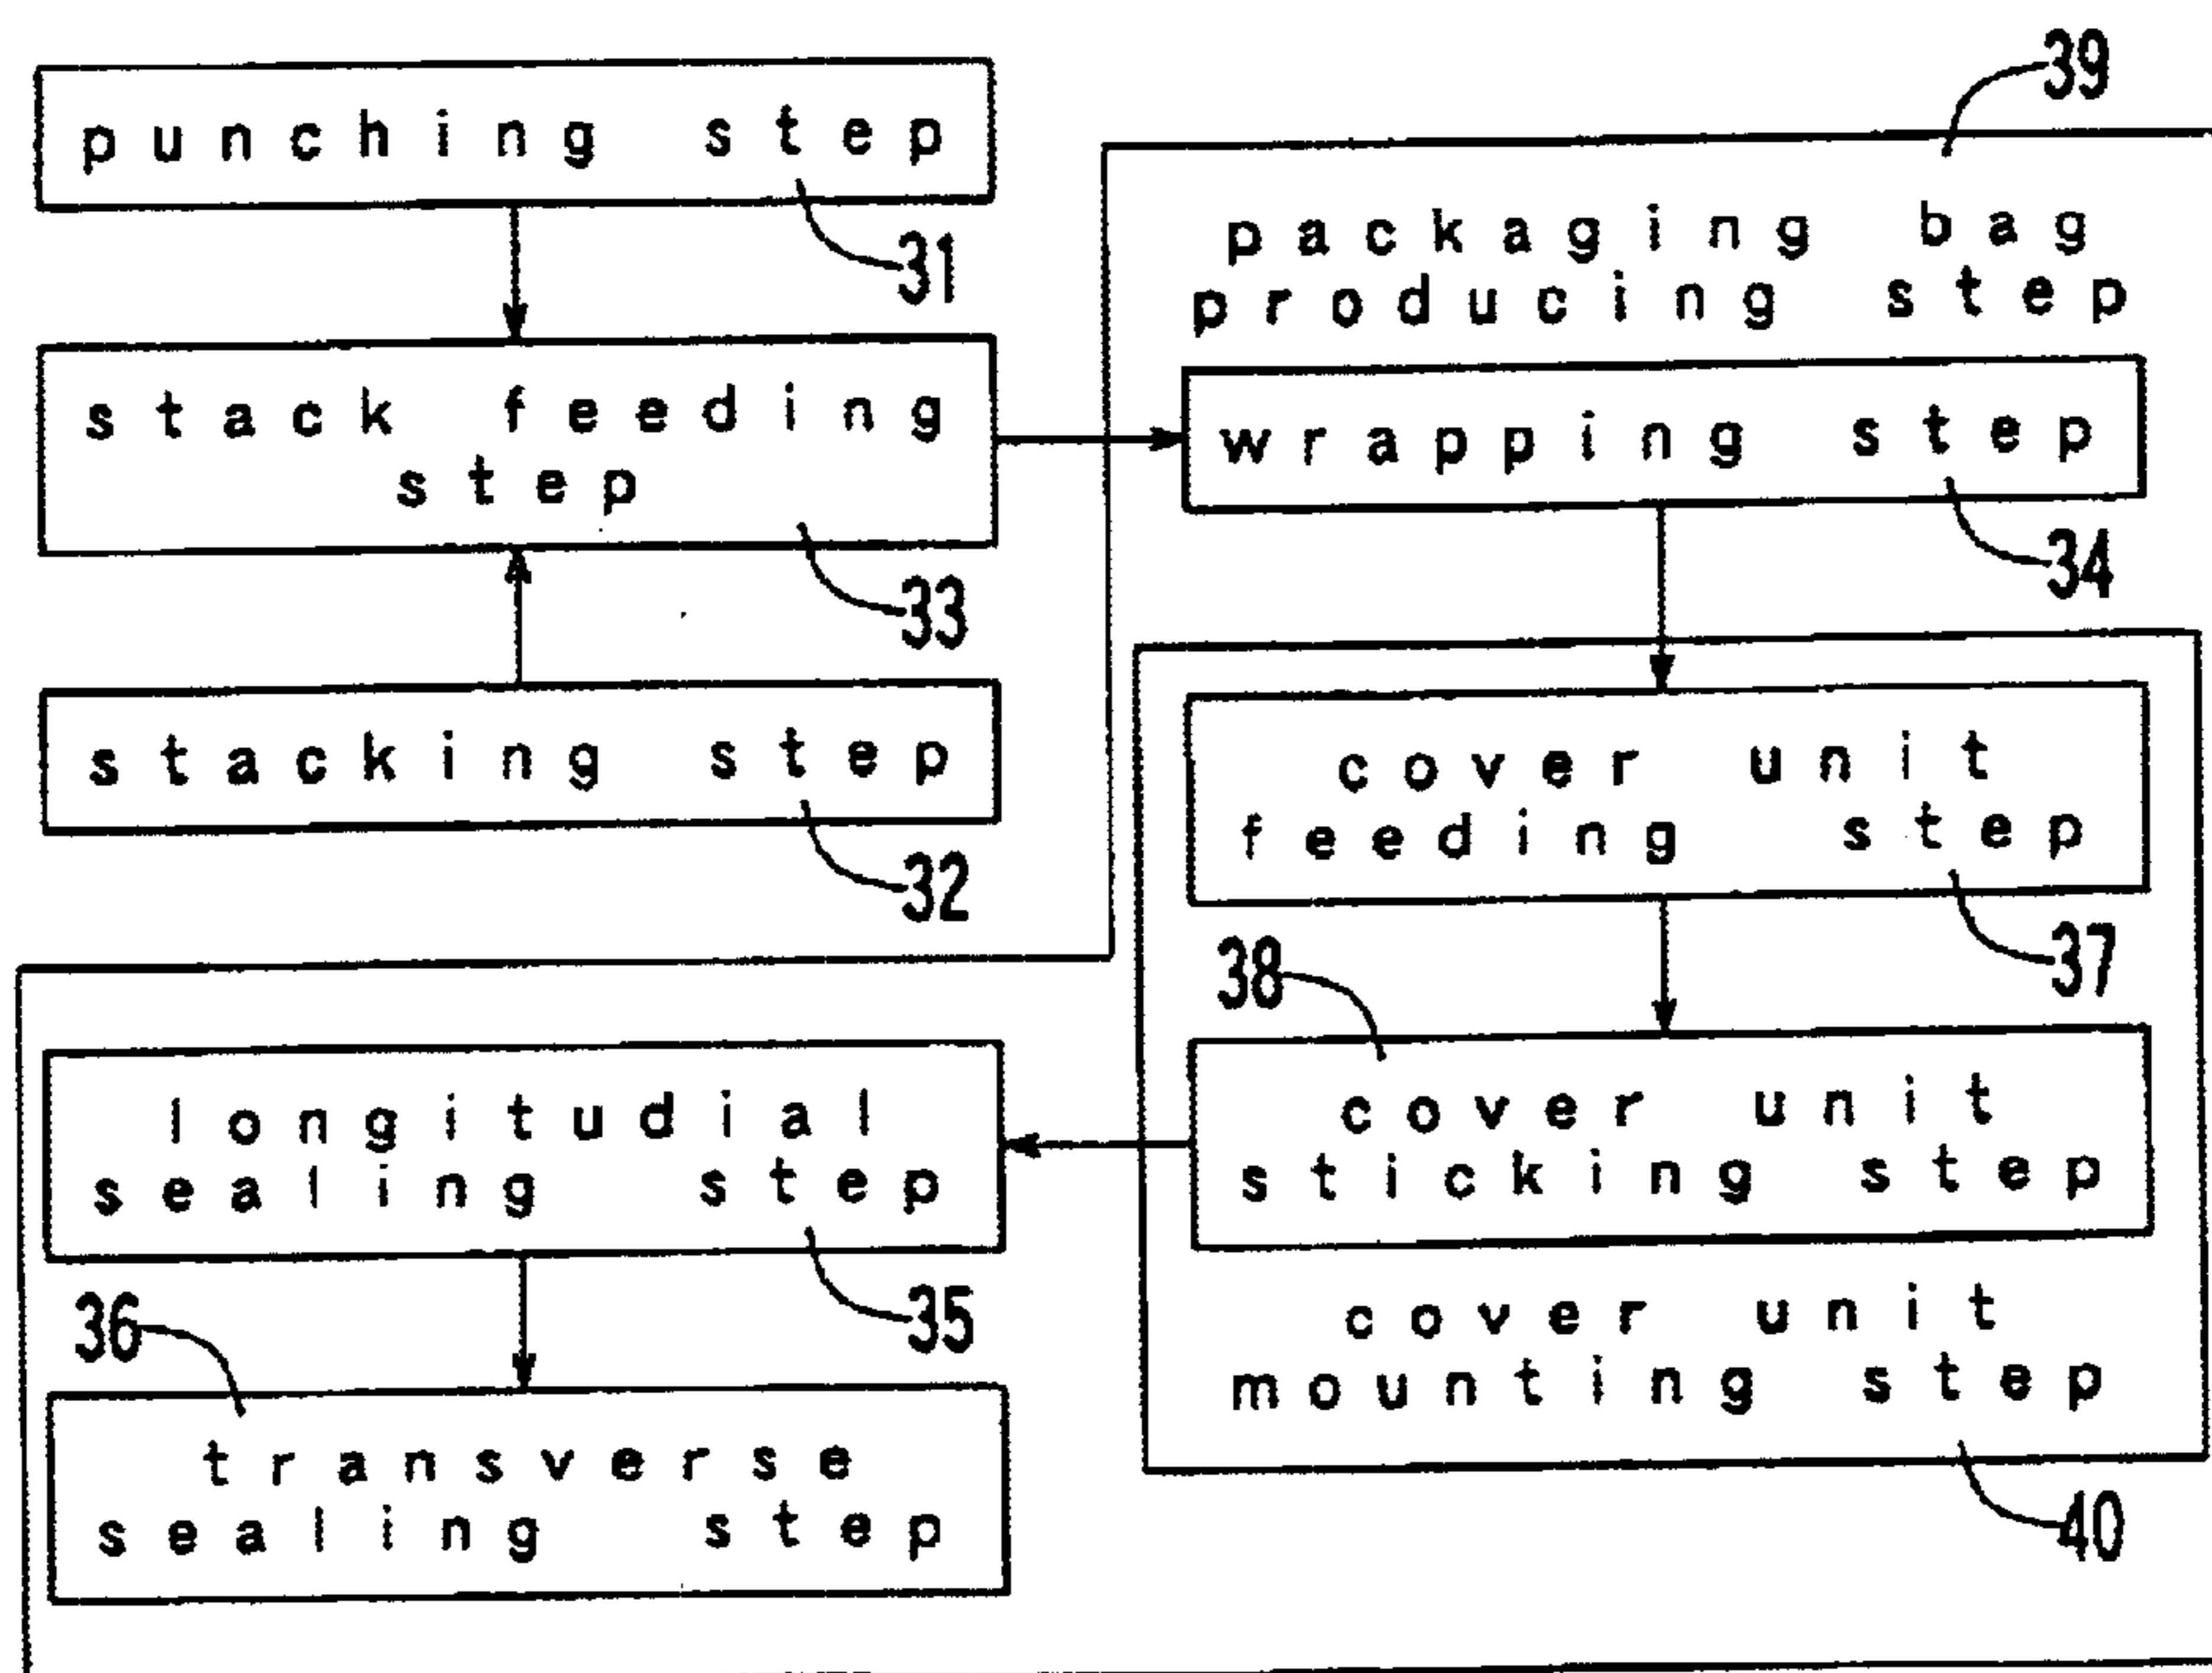 punching step
31
stack feeding
step
33
stacking step
32
39
packaging bag
producing step
wrapping step
34
cover unit
feeding step
37
38
cover unit
sticking step
cover unit
mounting step
40
longitudial
sealing step
35
36
transverse
sealing step